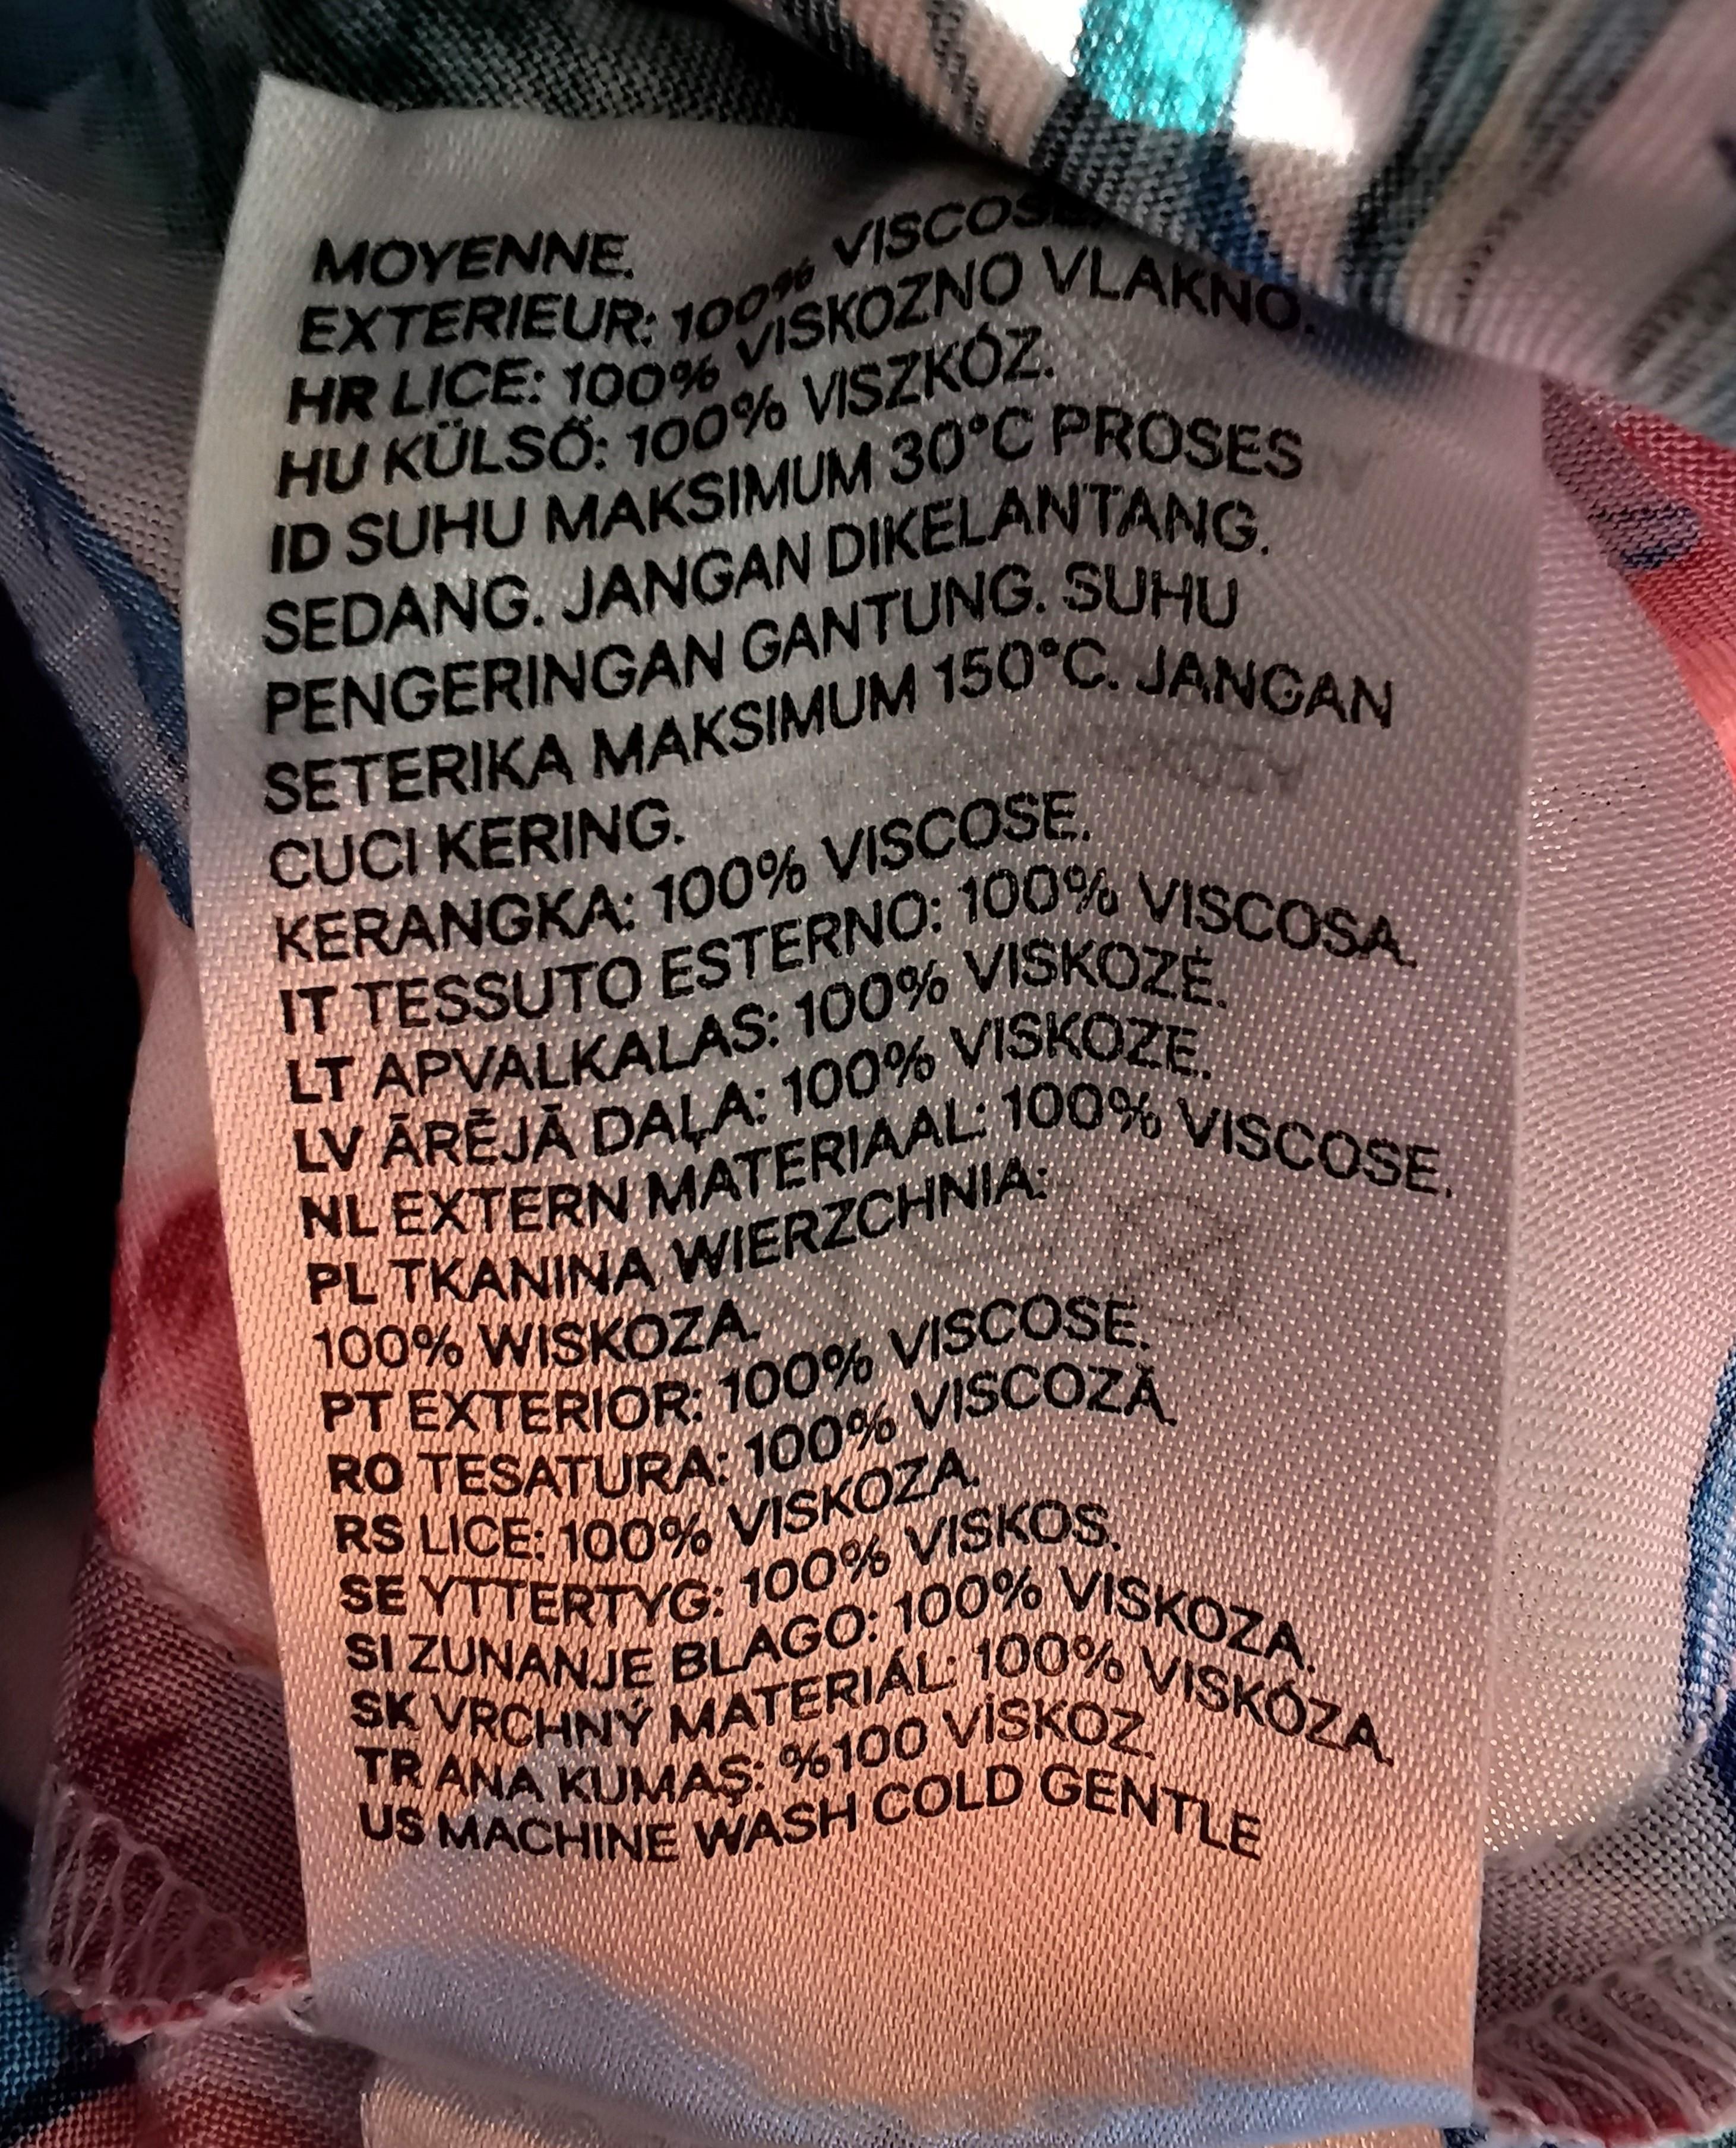 MOYENNE.
EXTERIEUR: 100% VISCOSE.
HR LICE: 100% VISKOZNO VLAKNO.
HU KÜLSŐ: 100% VISZKÓZ.
ID SUHU MAKSIMUM 30°C PROSES
SEDANG. JANGAN DIKELANTANG.
PENGERINGAN GANTUNG. SUHU
SETERIKA MAKSIMUM 150°C. JANGAN
CUCI KERING.
KERANGKA: 100% VISCOSE.
IT TESSUTO ESTERNO: 100% VISCOSA.
LT APVALKALAS: 100% VISKOZĖ.
LV ĀRĒJĀ DAĻA: 100% VISKOZE.
NL EXTERN MATERIAAL: 100% VISCOSE.
PL TKANINA WIERZCHNIA:
100% WISKOZA.
PT EXTERIOR: 100% VISCOSE.
RO TESATURA: 100% VISCOZĂ.
RS LICE: 100% VISKOZA.
SE YTTERTYG: 100% VISKOS.
SI ZUNANJE BLAGO: 100% VISKOZA.
SK VRCHNÝ MATERIÁL: 100% VISKÓZA.
TR ANA KUMAŞ: %100 VİSKOZ.
US MACHINE WASH COLD GENTLE